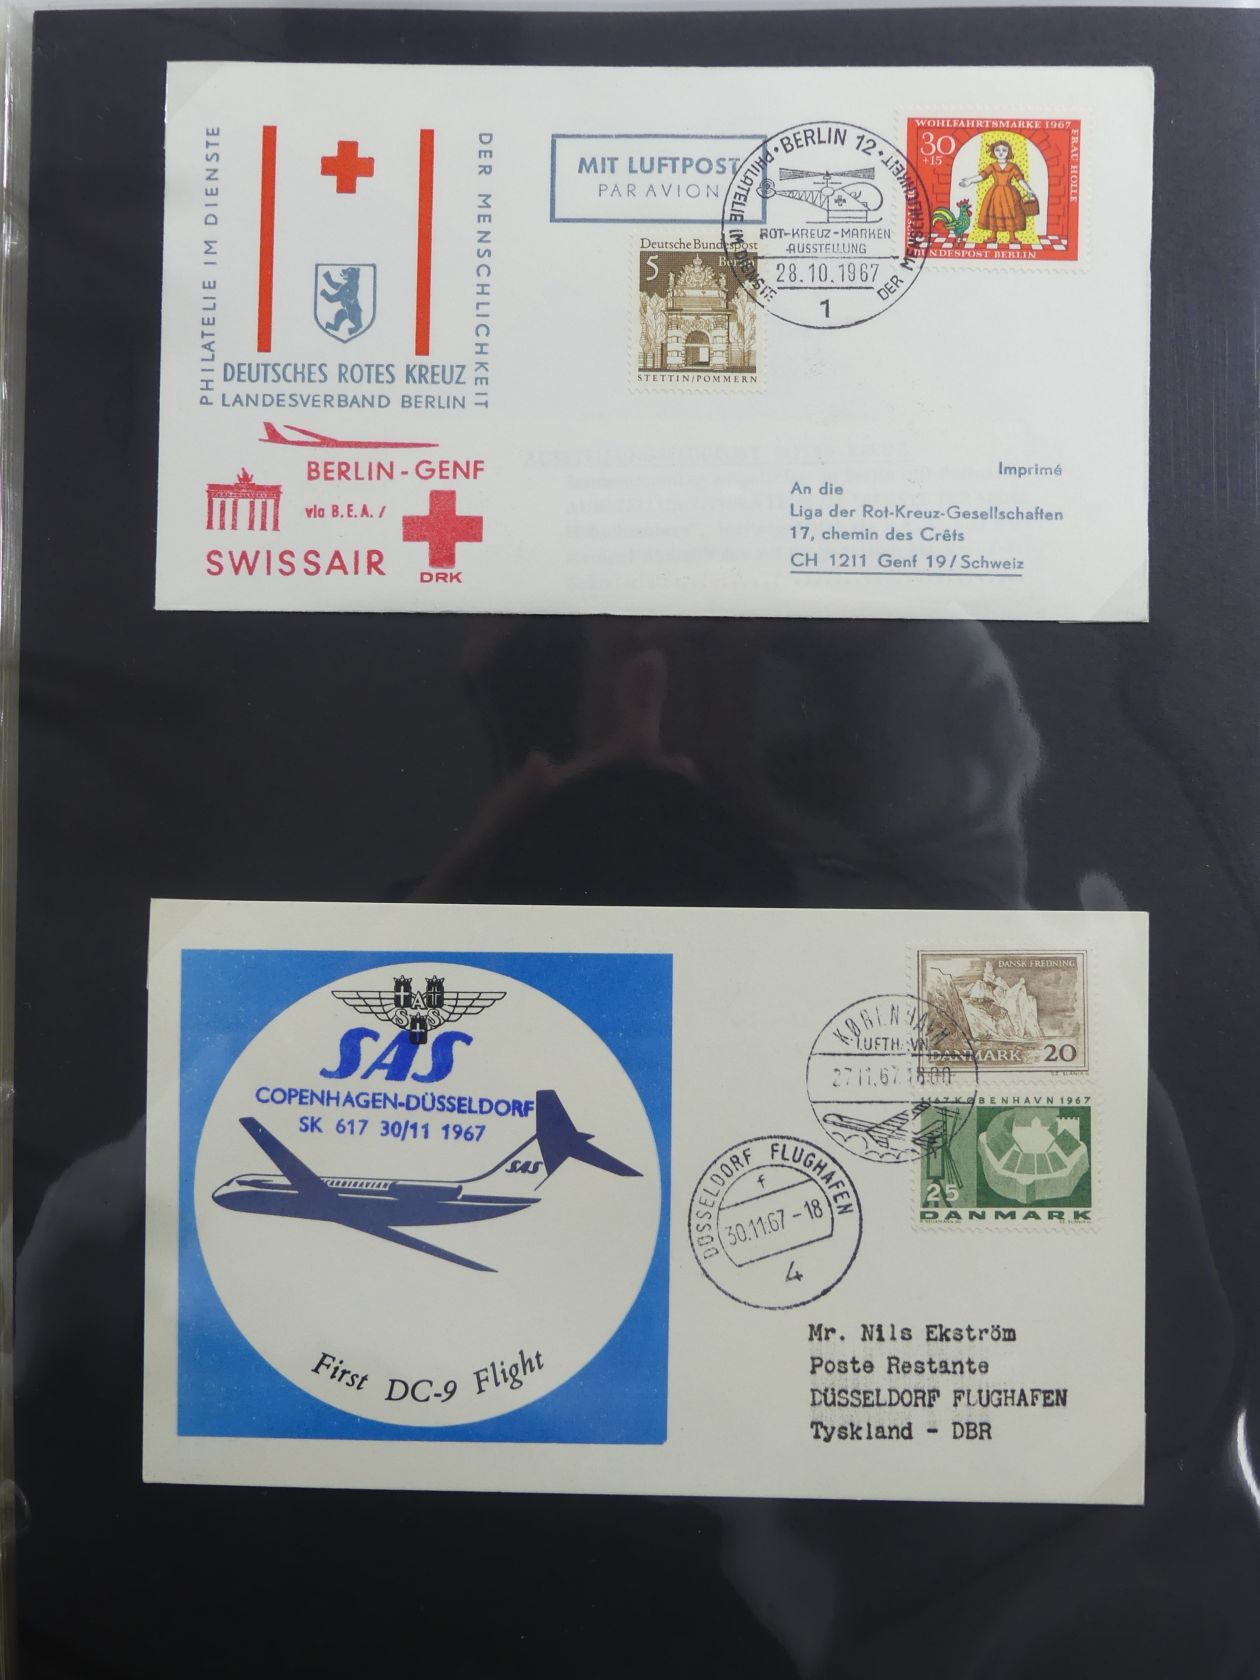 PHILATELIE IM DIENSTE
DER MENSCHLICHKEIT
DEUTSCHES ROTES KREUZ
LANDESVERBAND BERLIN
BERLIN - GENF
via B.E.A. /
SWISSAIR
DRK
MIT LUFTPOST
PAR AVION
BERLIN 12
PHILATELIE IM DIENSTE DER MENSCHLICHKEIT
ROT-KREUZ-MARKEN
AUSSTELLUNG
28.10.1967
1
Deutsche Bundespost
5 Berlin
STETTIN/POMMERN
WOHLFAHRTSMARKE 1967
30
+15
FRAU HOLLE
DEUTSCHE
BUNDESPOST BERLIN
Imprimé
An die
Liga der Rot-Kreuz-Gesellschaften
17, chemin des Crêts
CH 1211 Genf 19/Schweiz
SAS
SAS
COPENHAGEN-DÜSSELDORF
SK 617 30/11 1967
SCANDINAVIAN
SAS
First DC-9 Flight
KØBENHAVN
LUFTHAVN
27.11.67.1800
DANSK FREDNING
DANMARK 20
1167 KØBENHAVN 1967
25
DANMARK
DÜSSELDORF FLUGHAFEN
f
30.11.67-18
4
Mr. Nils Ekström
Poste Restante
DÜSSELDORF FLUGHAFEN
Tyskland - DBR